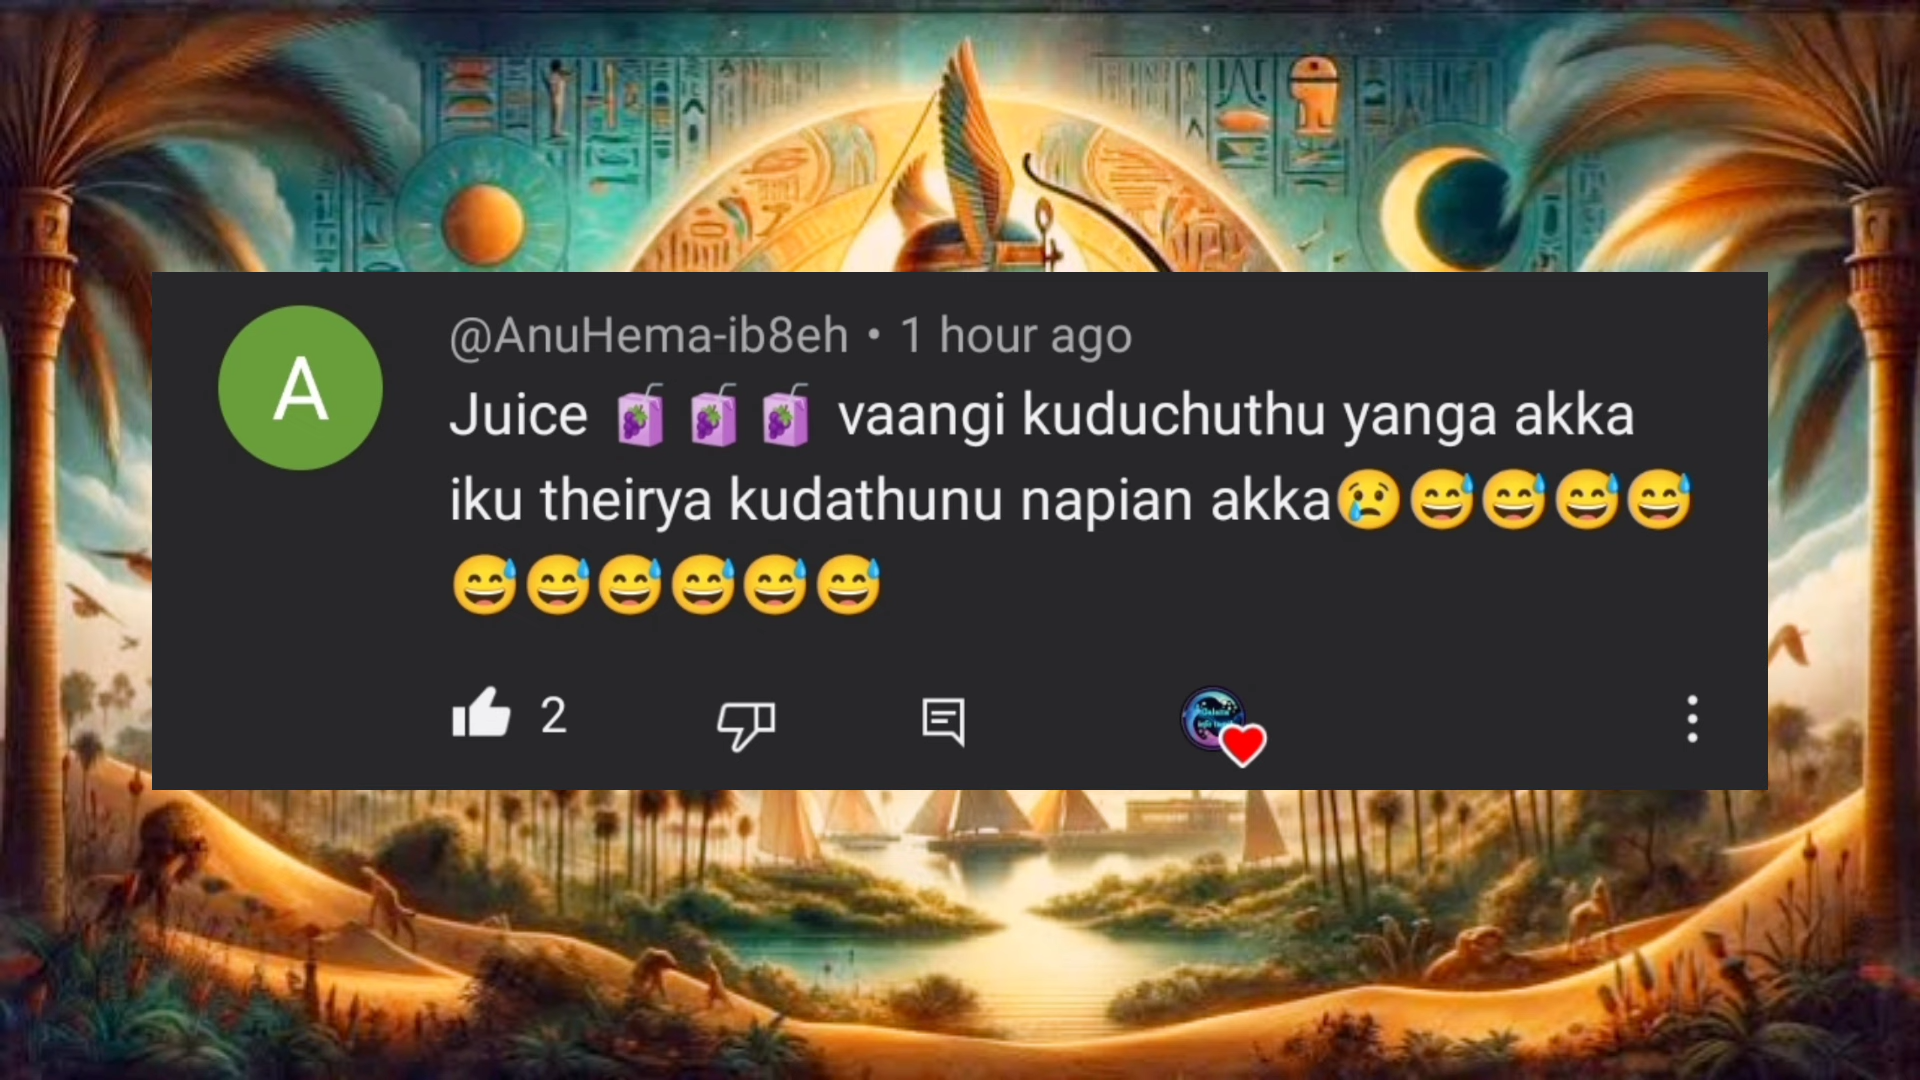 A
@AnuHema-ib8eh • 1 hour ago
Juice 🧃🧃🧃 vaangi kuduchuthu yanga akka
iku theirya kudathunu napian akka😢😅😅😅😅
😅😅😅😅😅😅
2